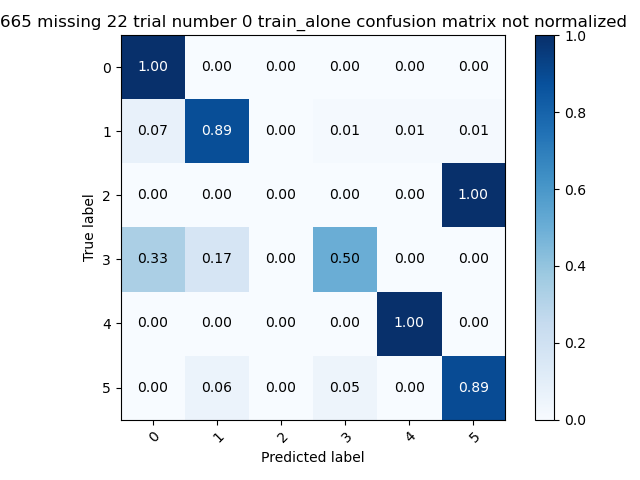 665 missing 22 trial number 0 train_alone confusion matrix not normalized
0 1.00 0.00 0.00 0.00 0.00 0.00
1 0.07 0.89 0.00 0.01 0.01 0.01
2 0.00 0.00 0.00 0.00 0.00 1.00
3 0.33 0.17 0.00 0.50 0.00 0.00
4 0.00 0.00 0.00 0.00 1.00 0.00
5 0.00 0.06 0.00 0.05 0.00 0.89
True label
0 1 2 3 4 5
Predicted label
1.0
0.8
0.6
0.4
0.2
0.0